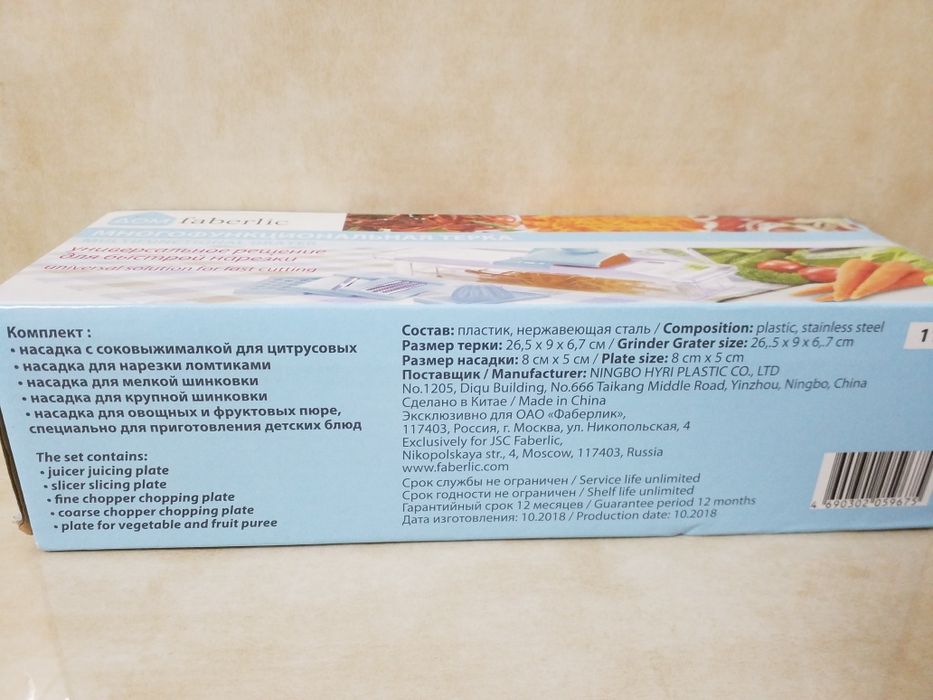 ДОМ faberlic
МНОГОФУНКЦИОНАЛЬНАЯ ТЕРКА
универсальное решение
для быстрой нарезки
universal solution for fast cutting
Комплект :
• насадка с соковыжималкой для цитрусовых
• насадка для нарезки ломтиками
• насадка для мелкой шинковки
• насадка для крупной шинковки
• насадка для овощных и фруктовых пюре,
специально для приготовления детских блюд
The set contains:
• juicer juicing plate
• slicer slicing plate
• fine chopper chopping plate
• coarse chopper chopping plate
• plate for vegetable and fruit puree
Состав: пластик, нержавеющая сталь / Composition: plastic, stainless steel
Размер терки: 26,5 х 9 х 6,7 см / Grinder Grater size: 26,.5 x 9 x 6,.7 cm
Размер насадки: 8 см х 5 см / Plate size: 8 cm x 5 cm
Поставщик / Manufacturer: NINGBO HYRI PLASTIC CO., LTD
No.1205, Diqu Building, No.666 Taikang Middle Road, Yinzhou, Ningbo, China
Сделано в Китае / Made in China
Эксклюзивно для ОАО «Фаберлик»,
117403, Россия, г. Москва, ул. Никопольская, 4
Exclusively for JSC Faberlic,
Nikopolskaya str., 4, Moscow, 117403, Russia
www.faberlic.com
Срок службы не ограничен / Service life unlimited
Срок годности не ограничен / Shelf life unlimited
Гарантийный срок 12 месяцев / Guarantee period 12 months
Дата изготовления: 10.2018 / Production date: 10.2018
1
4 690302 059675